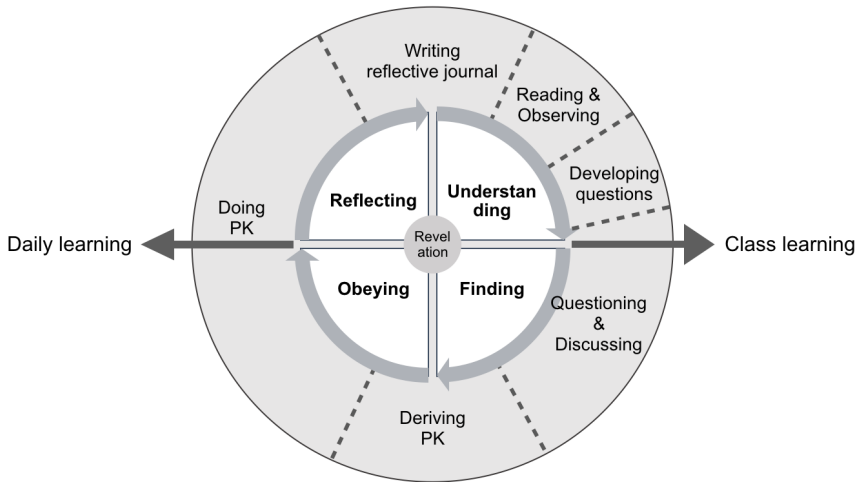 Writing
reflective journal
Reading &
Observing
Developing
questions
Doing
PK
Reflecting
Understan
ding
Daily learning
Revel
ation
Class learning
Obeying
Finding
Questioning
&
Discussing
Deriving
PK